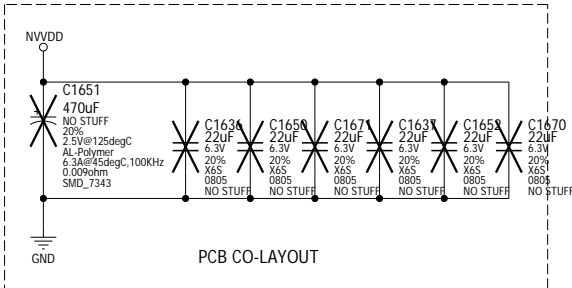 NVVDD
C1651
470uF
NO STUFF
20%
2.5V@125degC
AL-Polymer
6.3A@45degC,100KHz
0.009ohm
SMD_7343
C1636
22uF
6.3V
20%
X6S
0805
NO STUFF
C1650
22uF
6.3V
20%
X6S
0805
NO STUFF
C1671
22uF
6.3V
20%
X6S
0805
NO STUFF
C1637
22uF
6.3V
20%
X6S
0805
NO STUFF
C1652
22uF
6.3V
20%
X6S
0805
NO STUFF
C1670
22uF
6.3V
20%
X6S
0805
NO STUFF
GND
PCB CO-LAYOUT